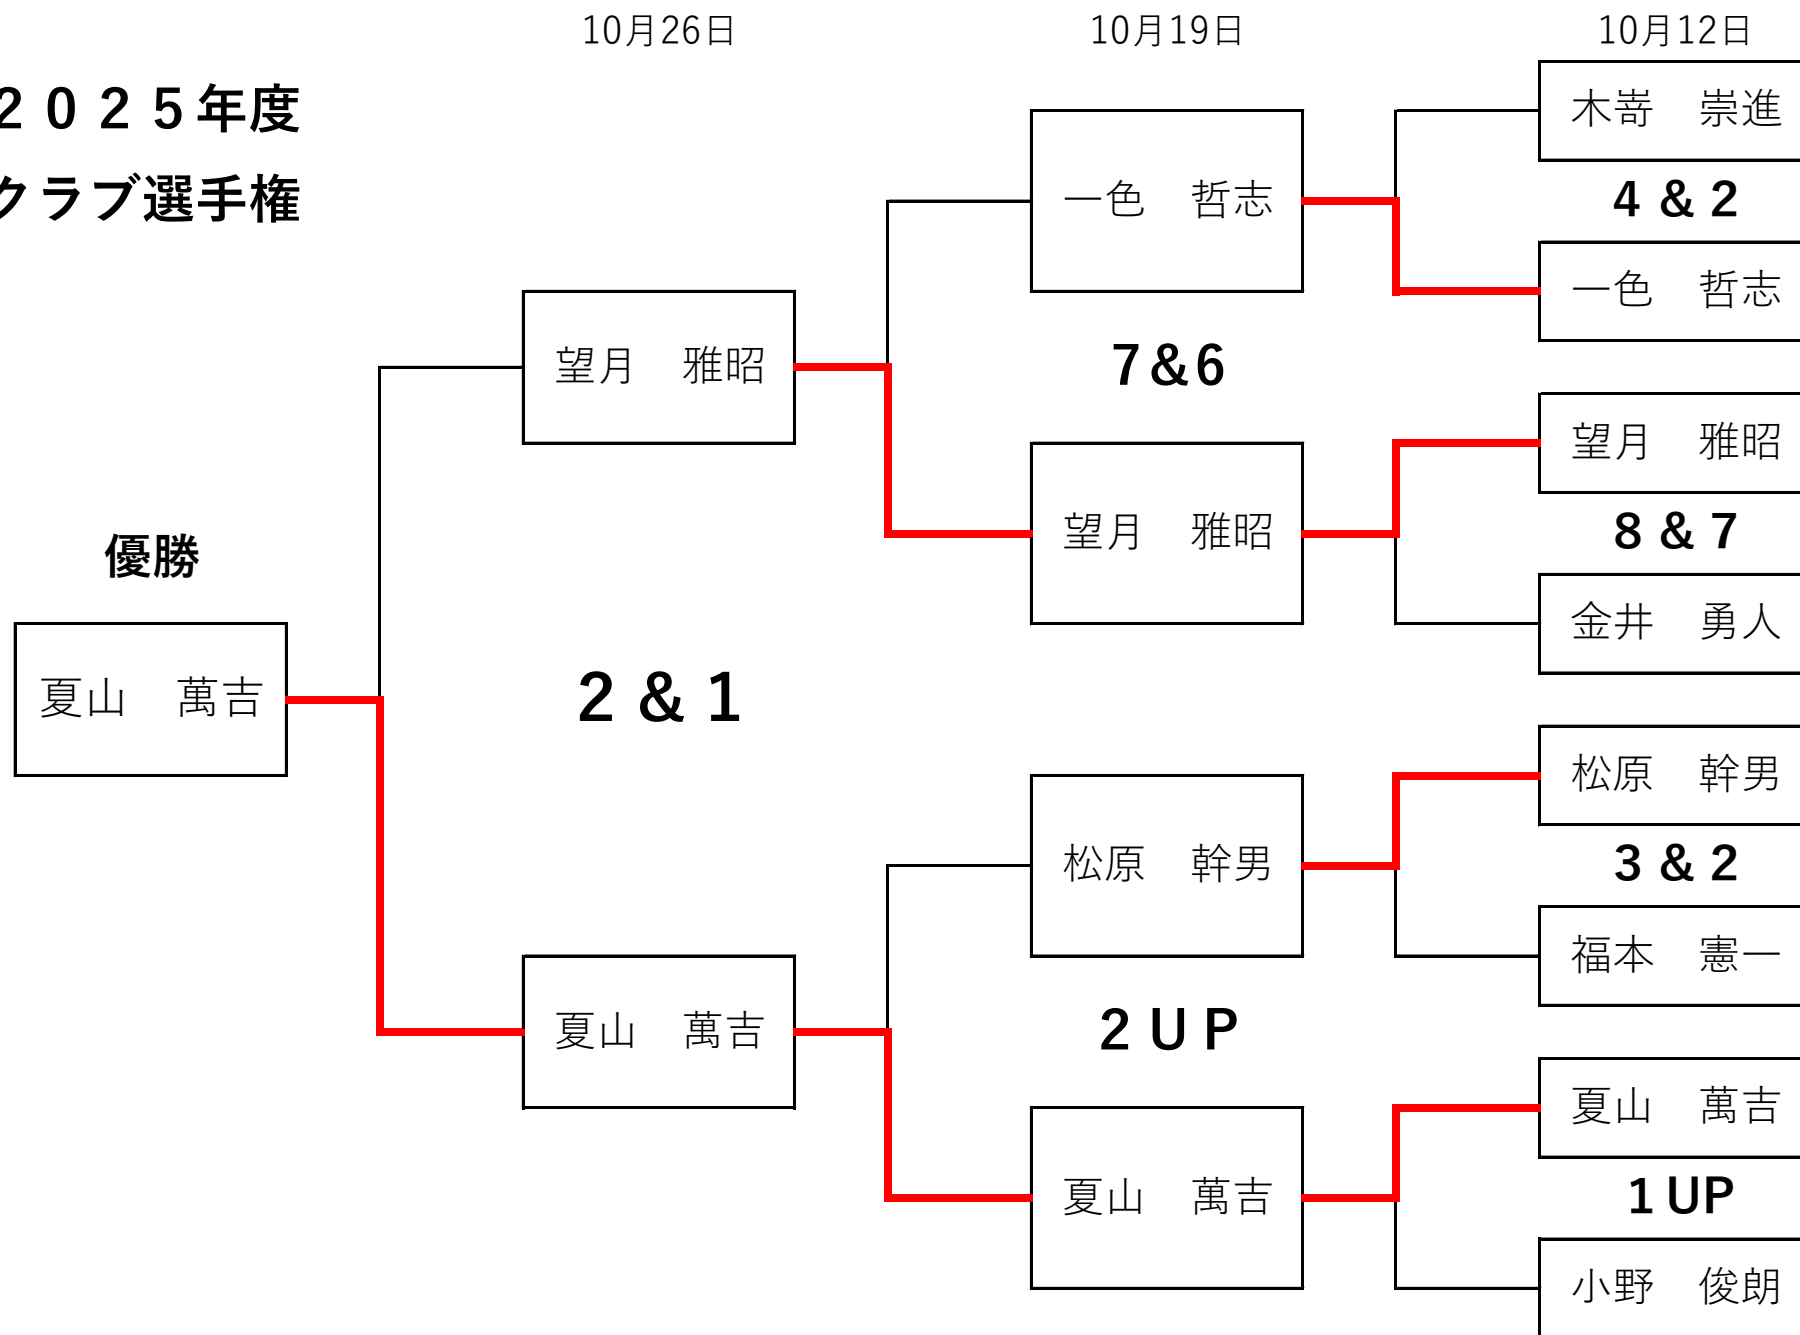 10月26日
10月19日
10月12日
２０２５年度
クラブ選手権
木嵜　崇進
４＆２
一色　哲志
一色　哲志
7＆6
望月　雅昭
望月　雅昭
望月　雅昭
８＆７
金井　勇人
優勝
夏山　萬吉
２＆１
松原　幹男
松原　幹男
３＆２
福本　憲一
夏山　萬吉
２ＵＰ
夏山　萬吉
夏山　萬吉
１UP
小野　俊朗